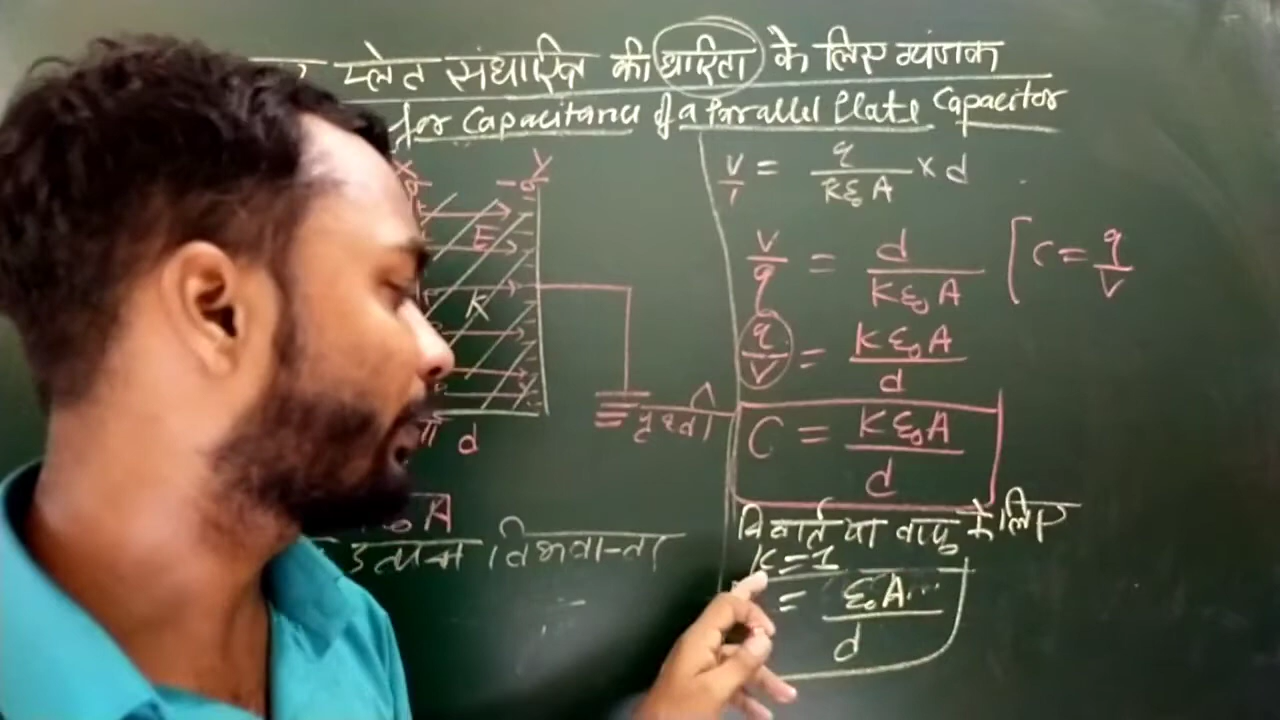 प्लेत संधारित्र की धारिता के लिए व्यंजक
for Capacitance of a Parallel Plate Capacitor
X Y
E
K
d
पृथ्वी
A
उत्पन्न विभवान्तर
V/1 = q/Kε₀A × d
V/q = d/Kε₀A [C = q/V
q/V = Kε₀A/d
C = Kε₀A/d
निर्वात या वायु के लिए
K=1
= ε₀A/d